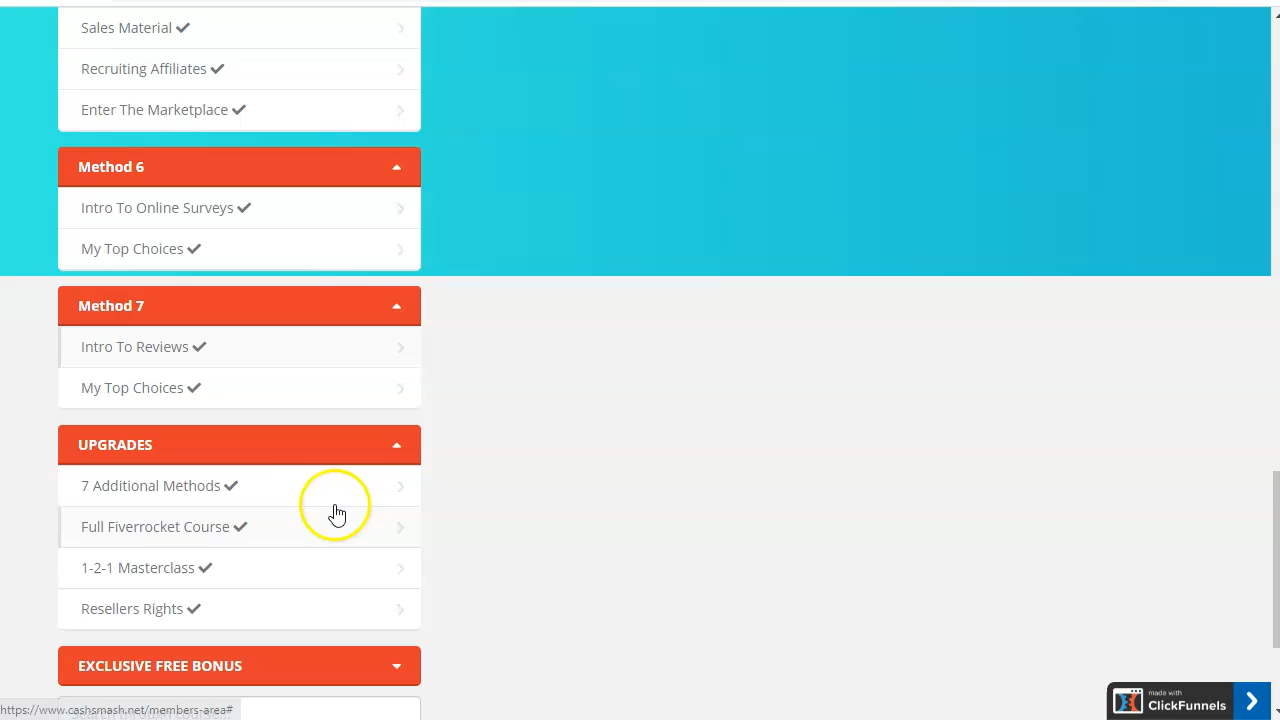 Sales Material
Recruiting Affiliates
Enter The Marketplace
Method 6
Intro To Online Surveys
My Top Choices
Method 7
Intro To Reviews
My Top Choices
UPGRADES
7 Additional Methods
Full Fiverrocket Course
1-2-1 Masterclass
Resellers Rights
EXCLUSIVE FREE BONUS
made with
ClickFunnels
https://www.cashsmash.net/members-area#